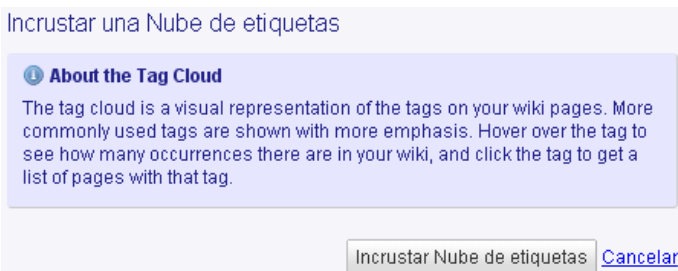 Incrustar una Nube de etiquetas
About the Tag Cloud
The tag cloud is a visual representation of the tags on your wiki pages. More
commonly used tags are shown with more emphasis. Hover over the tag to
see how many occurrences there are in your wiki, and click the tag to get a
list of pages with that tag.
Incrustar Nube de etiquetas Cancelar